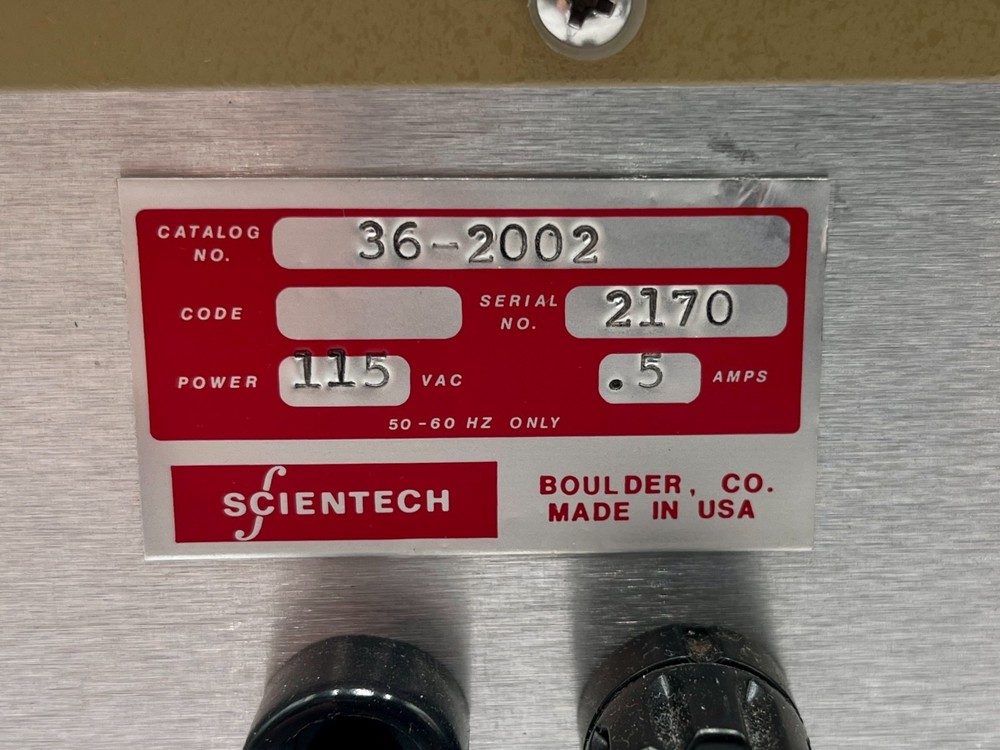 CATALOG NO. 36-2002
CODE SERIAL NO. 2170
POWER 115 VAC .5 AMPS
50-60 HZ ONLY
SCIENTECH
BOULDER, CO.
MADE IN USA